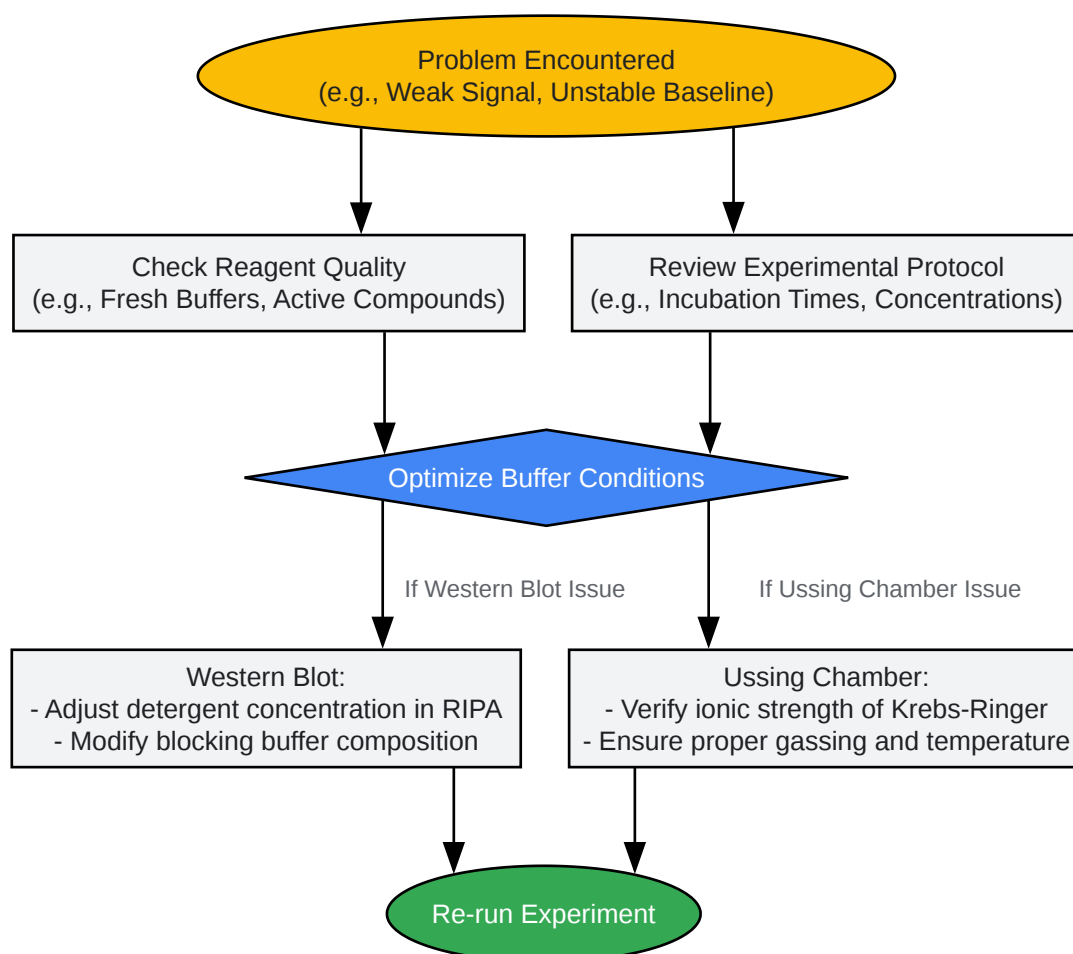 Problem Encountered
(e.g., Weak Signal, Unstable Baseline)
Check Reagent Quality
(e.g., Fresh Buffers, Active Compounds)
Review Experimental Protocol
(e.g., Incubation Times, Concentrations)
Optimize Buffer Conditions
If Western Blot Issue
If Ussing Chamber Issue
Western Blot:
- Adjust detergent concentration in RIPA
- Modify blocking buffer composition
Ussing Chamber:
- Verify ionic strength of Krebs-Ringer
- Ensure proper gassing and temperature
Re-run Experiment